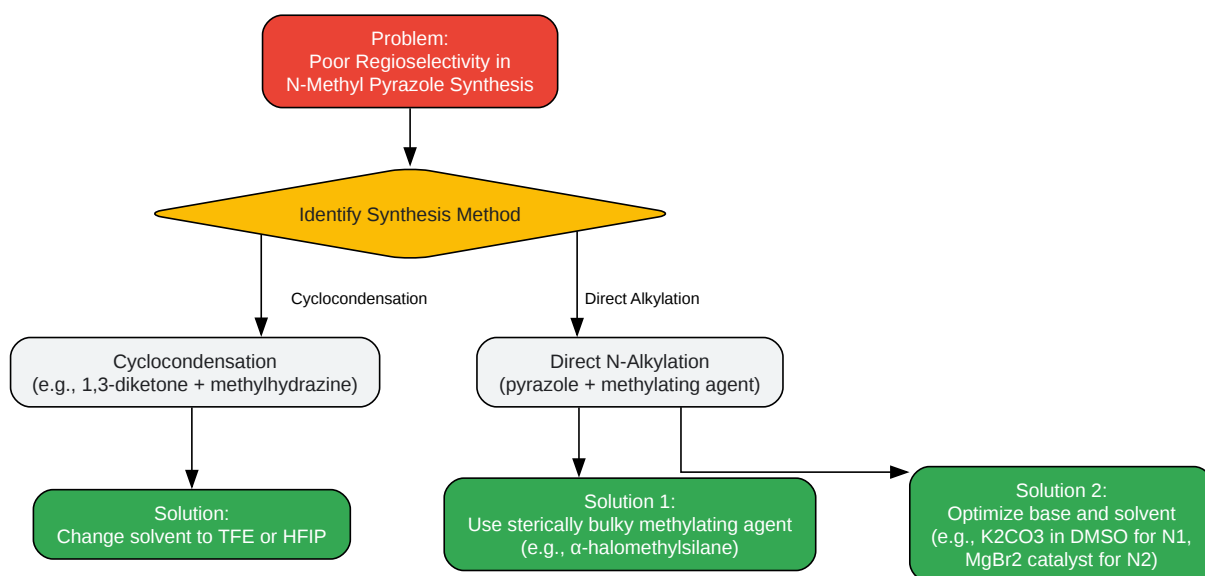 Problem:
Poor Regioselectivity in
N-Methyl Pyrazole Synthesis
Identify Synthesis Method
Cyclocondensation
Direct Alkylation
Cyclocondensation
(e.g., 1,3-diketone + methylhydrazine)
Direct N-Alkylation
(pyrazole + methylating agent)
Solution:
Change solvent to TFE or HFIP
Solution 1:
Use sterically bulky methylating agent
(e.g., α-halomethylsilane)
Solution 2:
Optimize base and solvent
(e.g., K2CO3 in DMSO for N1,
MgBr2 catalyst for N2)